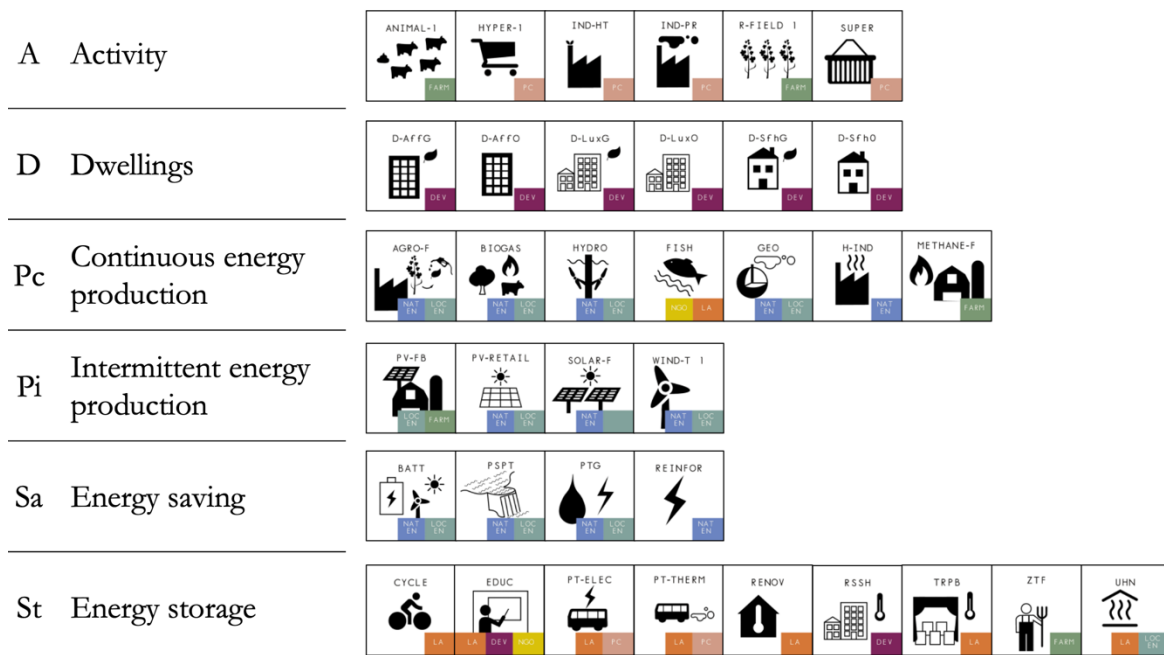 A Activity
ANIMAL-1 HYPER-1 IND-HT IND-PR R-FIELD 1 SUPER
FARM PC PC PC FARM PC
D Dwellings
D-AffG D-AffO D-LuxG D-LuxO D-SfhG D-SfhO
DEV DEV DEV DEV DEV DEV
Pc Continuous energy
production
AGRO-F BIOGAS HYDRO FISH GEO H-IND METHANE-F
NAT LOC NAT LOC NAT LOC NGO LA NAT LOC NAT FARM
EN EN EN EN EN EN EN EN EN
Pi Intermittent energy
production
PV-FB PV-RETAIL SOLAR-F WIND-T 1
LOC FARM NAT LOC NAT NAT LOC
EN EN EN EN EN EN
Sa Energy saving
BATT PSPT PTG REINFOR
NAT LOC NAT LOC NAT LOC NAT
EN EN EN EN EN EN EN
St Energy storage
CYCLE EDUC PT-ELEC PT-THERM RENOV RSSH TRPB ZTF UHN
LA LA DEV NGO LA PC LA PC LA DEV LA FARM LA LOC
EN